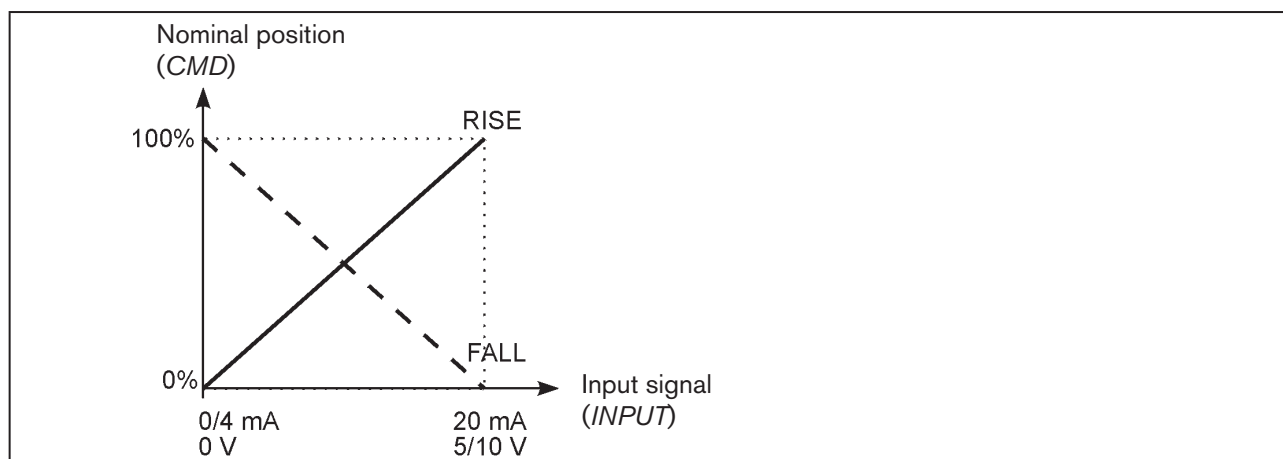 Nominal position
(CMD)
RISE
100%
FALL
0%
Input signal
(INPUT)
0/4 mA
0 V
20 mA
5/10 V